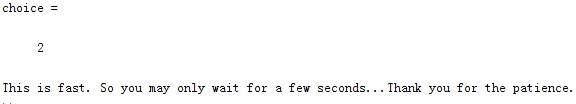 choice =
2
This is fast. So you may only wait for a few seconds...Thank you for the patience.